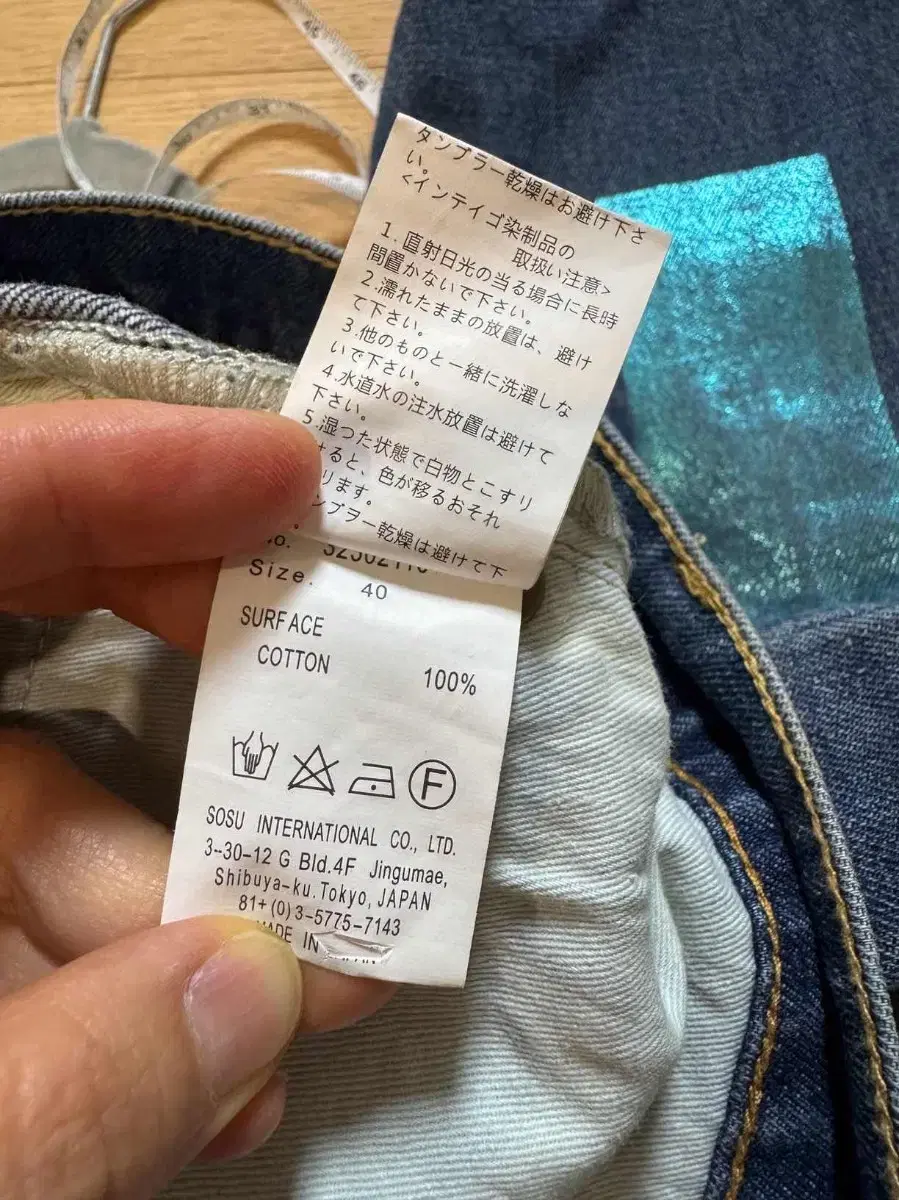 タンブラー乾燥はお避け下さ
い。
<インテイゴ染制品の
取扱い注意>
1.直射日光の当る場合に長時
間置かないで下さい。
2.濡れたままの放置は、避け
て下さい。
3.他のものと一緒に洗濯しな
いで下さい。
4.水道水の注水放置は避けて
下さい。
5.湿つた状態で白物とこすり
ると、色が移るおそれ
ります。
ンブラー乾燥は避けて下
Size. 40
SURFACE
COTTON 100%
F
SOSU INTERNATIONAL CO., LTD.
3-30-12 G Bld.4F Jingumae,
Shibuya-ku.Tokyo, JAPAN
81+(0)3-5775-7143
MADE IN